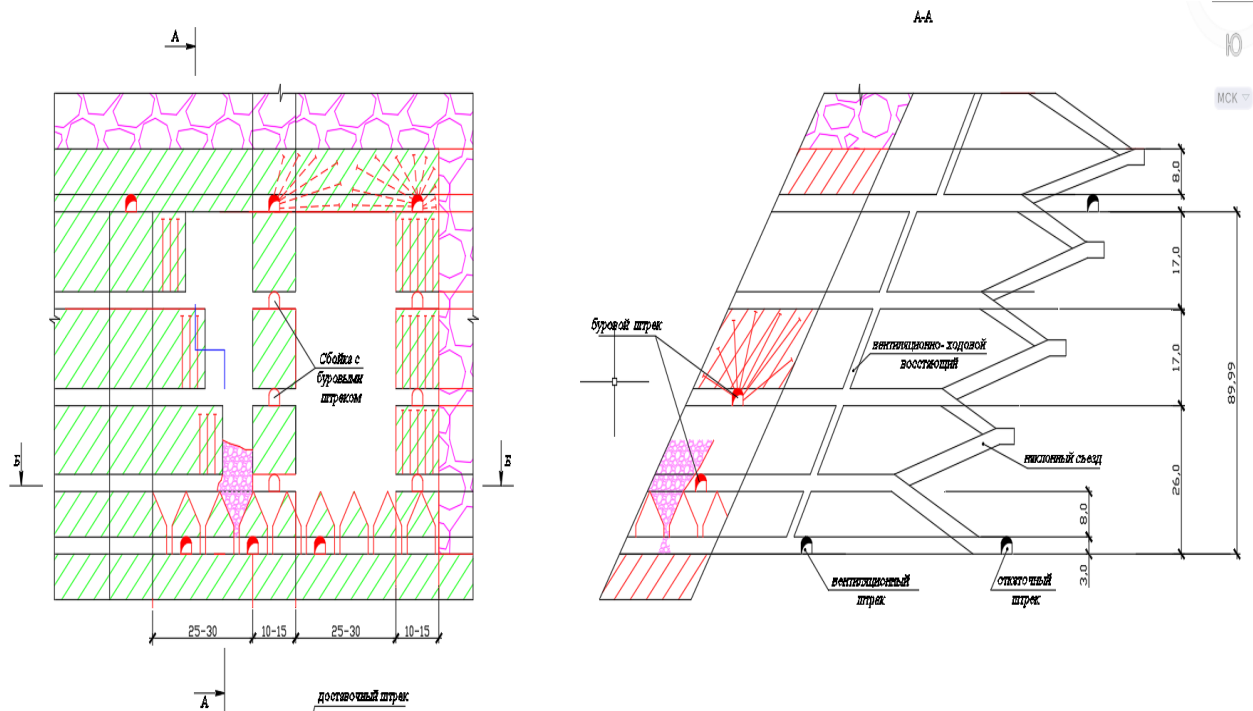 А
А-А
Ю
МСК
8,0
17,0
17,0
89,99
26,0
8,0
3,0
буровой штрек
вентиляционно- ходовой
восстающий
Сбойка с
буровыми
штреком
Б1
Б1
наклонный съезд
вентиляционный
штрек
откаточный
штрек
25-30
10-15
25-30
10-15
А
доставочный штрек